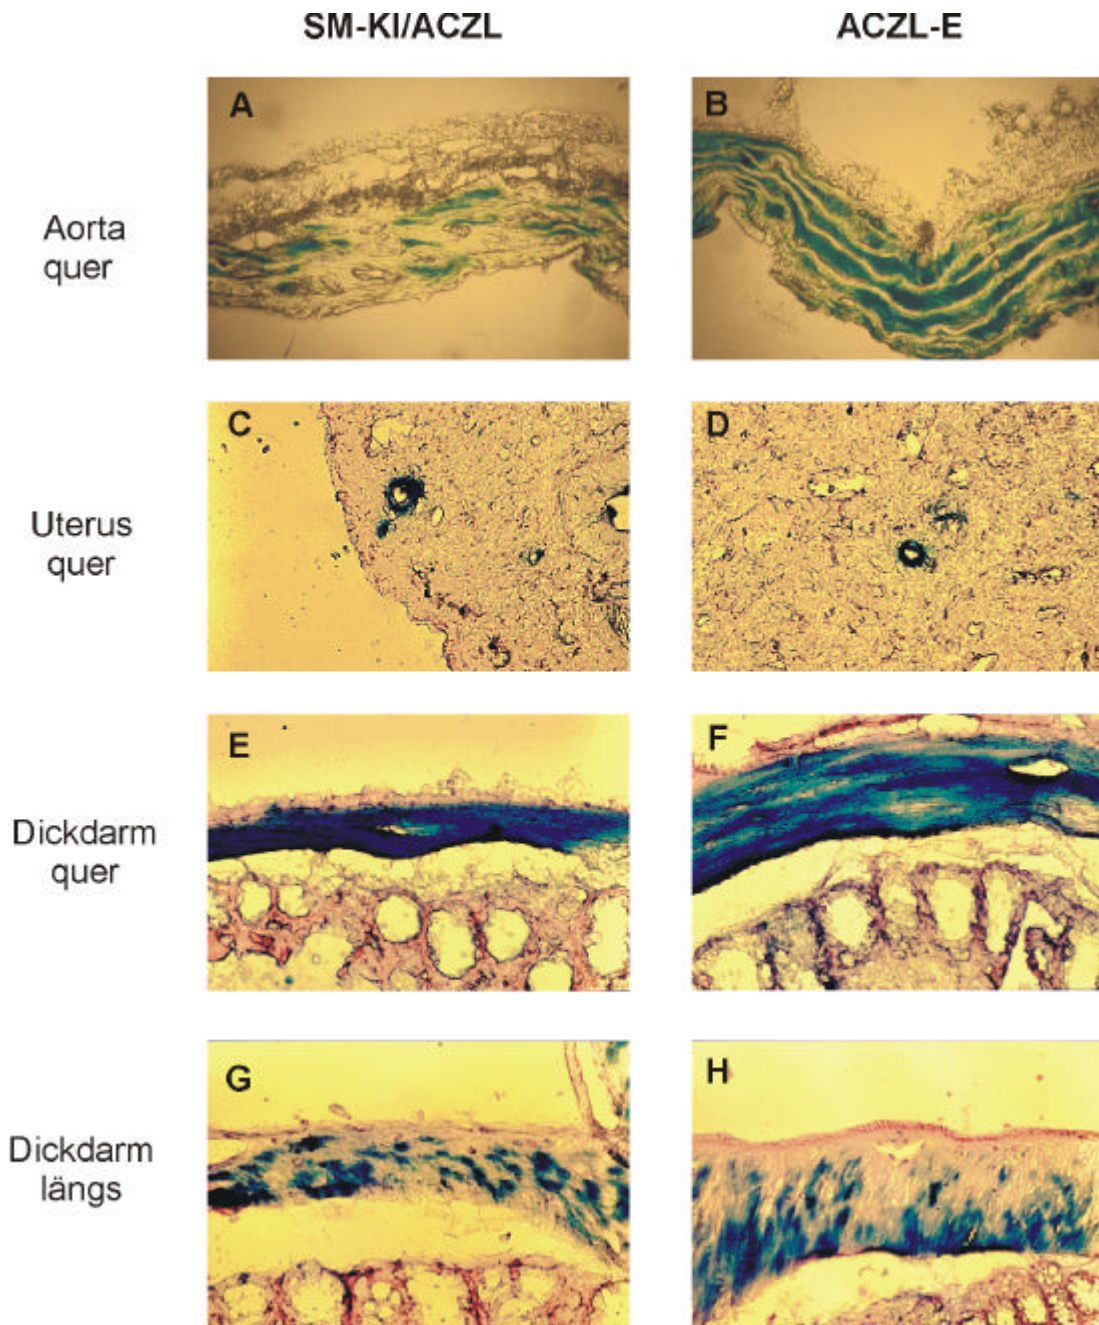 SM-KI/ACZL
ACZL-E
A
B
Aorta
quer
C
D
Uterus
quer
E
F
Dickdarm
quer
G
H
Dickdarm
längs